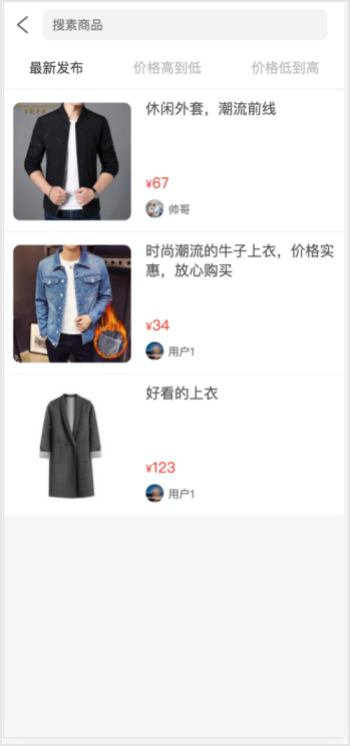 搜素商品
最新发布
价格高到低
价格低到高
休闲外套，潮流前线
¥67
帅哥
时尚潮流的牛子上衣，价格实
惠，放心购买
¥34
用户1
好看的上衣
¥123
用户1